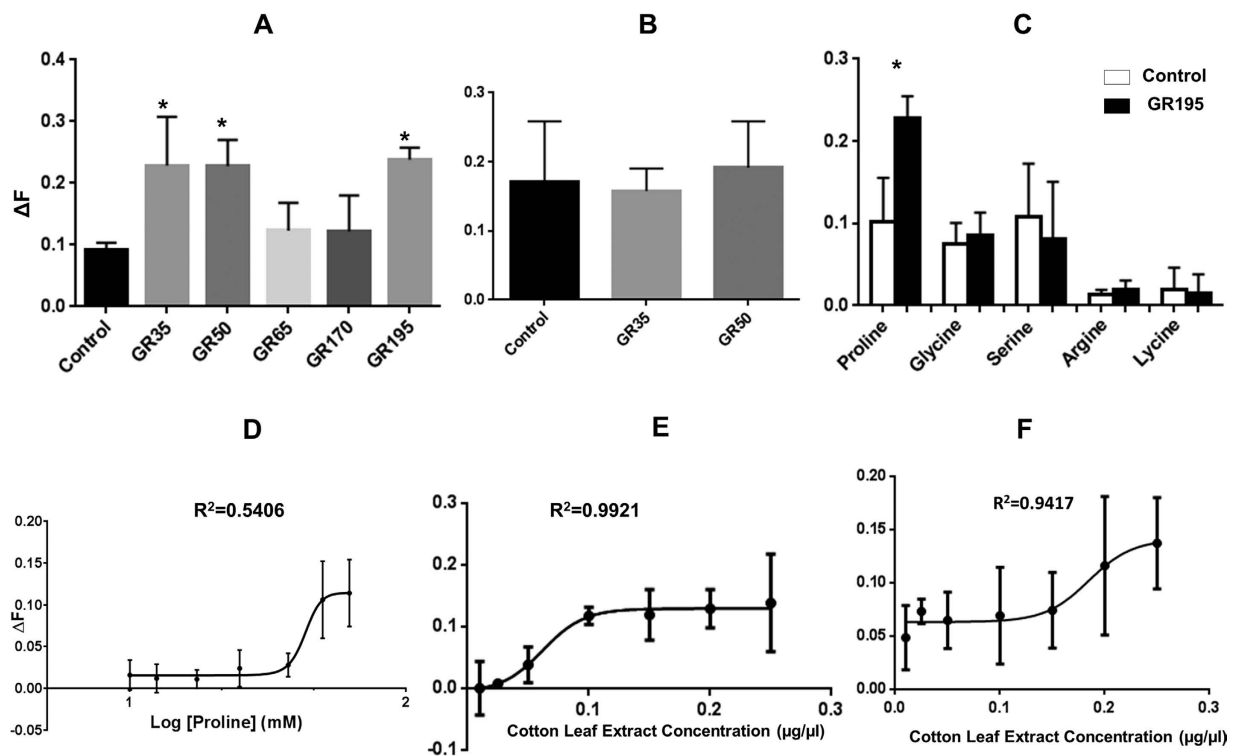 A
ΔF
0.4
0.3
0.2
0.1
0.0
*
*
*
Control
GR35
GR50
GR65
GR170
GR195
B
0.3
0.2
0.1
0.0
Control
GR35
GR50
C
0.3
0.2
0.1
0.0
*
Control
GR195
Proline
Glycine
Serine
Argine
Lycine
D
R²=0.5406
ΔF
0.20
0.15
0.10
0.05
0.00
-0.05
1
2
Log [Proline] (mM)
E
R²=0.9921
0.3
0.2
0.1
0.0
-0.1
0.1
0.2
0.3
Cotton Leaf Extract Concentration (µg/µl)
F
R²=0.9417
0.20
0.15
0.10
0.05
0.00
0.0
0.1
0.2
0.3
Cotton Leaf Extract Concentration (µg/µl)